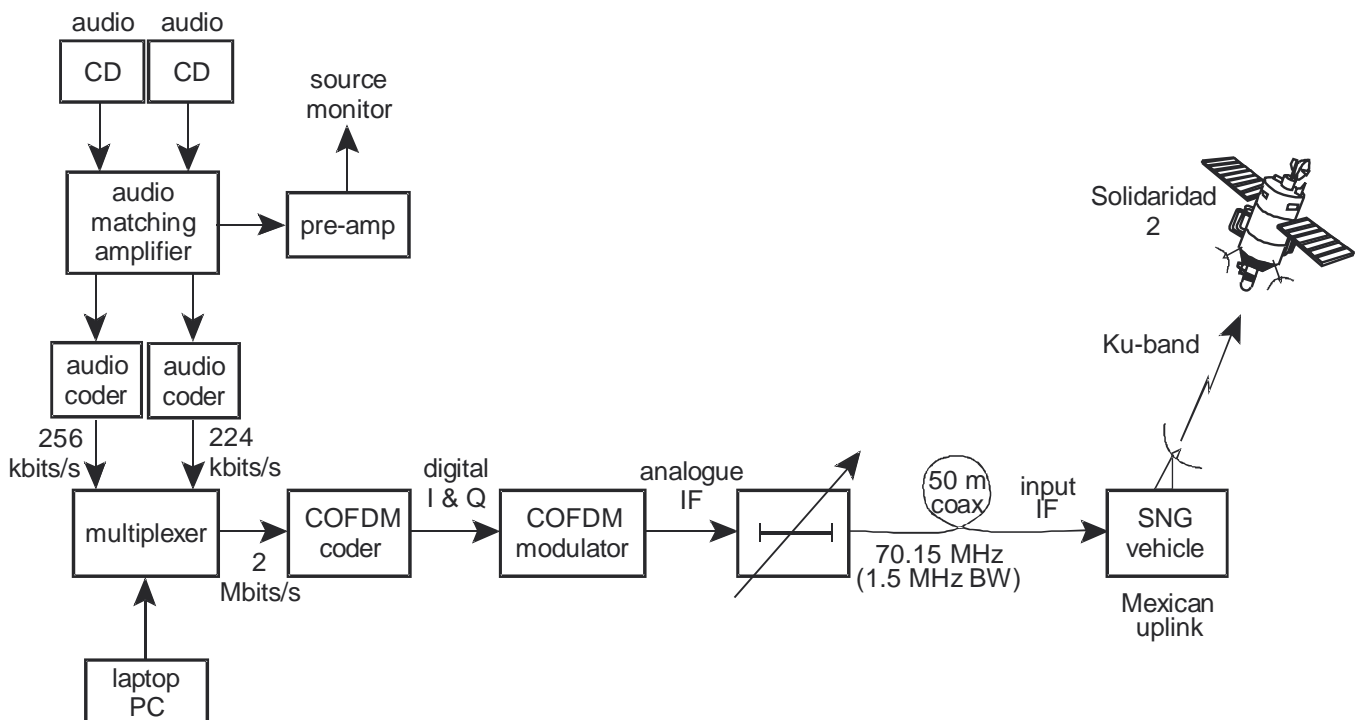 audio audio
CD CD
source
monitor
audio
matching
amplifier
pre-amp
Solidaridad
2
audio
coder
audio
coder
Ku-band
256
kbits/s
224
kbits/s
multiplexer
2
Mbits/s
COFDM
coder
digital
I & Q
COFDM
modulator
analogue
IF
50 m
coax
70.15 MHz
(1.5 MHz BW)
input
IF
SNG
vehicle
Mexican
uplink
laptop
PC